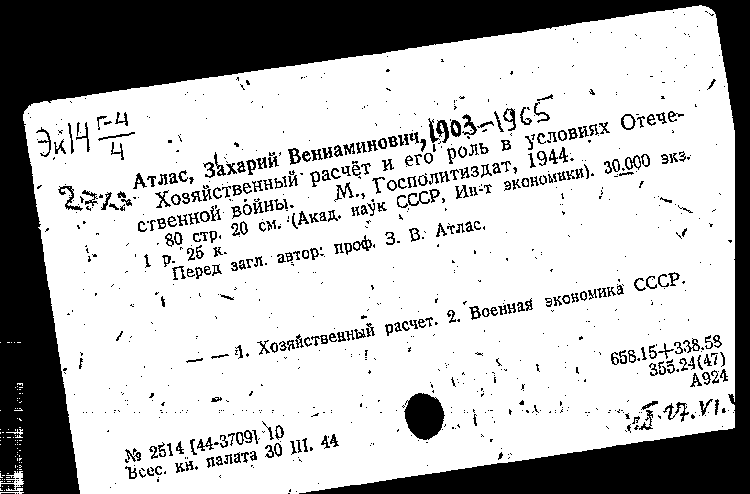 Эк14 Г-4
4
Атлас, Захарий Вениаминович, 1903-1965
Хозяйственный расчёт и его роль в условиях Отече-
ственной войны. М., Госполитиздат, 1944.
80 стр. 20 см. (Акад. наук СССР, Ин-т экономики). 30.000 экз.
1 р. 25 к.
Перед загл. автор: проф. З. В. Атлас.
— — 1. Хозяйственный расчет. 2. Военная экономика СССР.
658.15+338.58
355.24(47)
А924
№ 2514 [44-3709] 10
Всес. кн. палата 30 III. 44